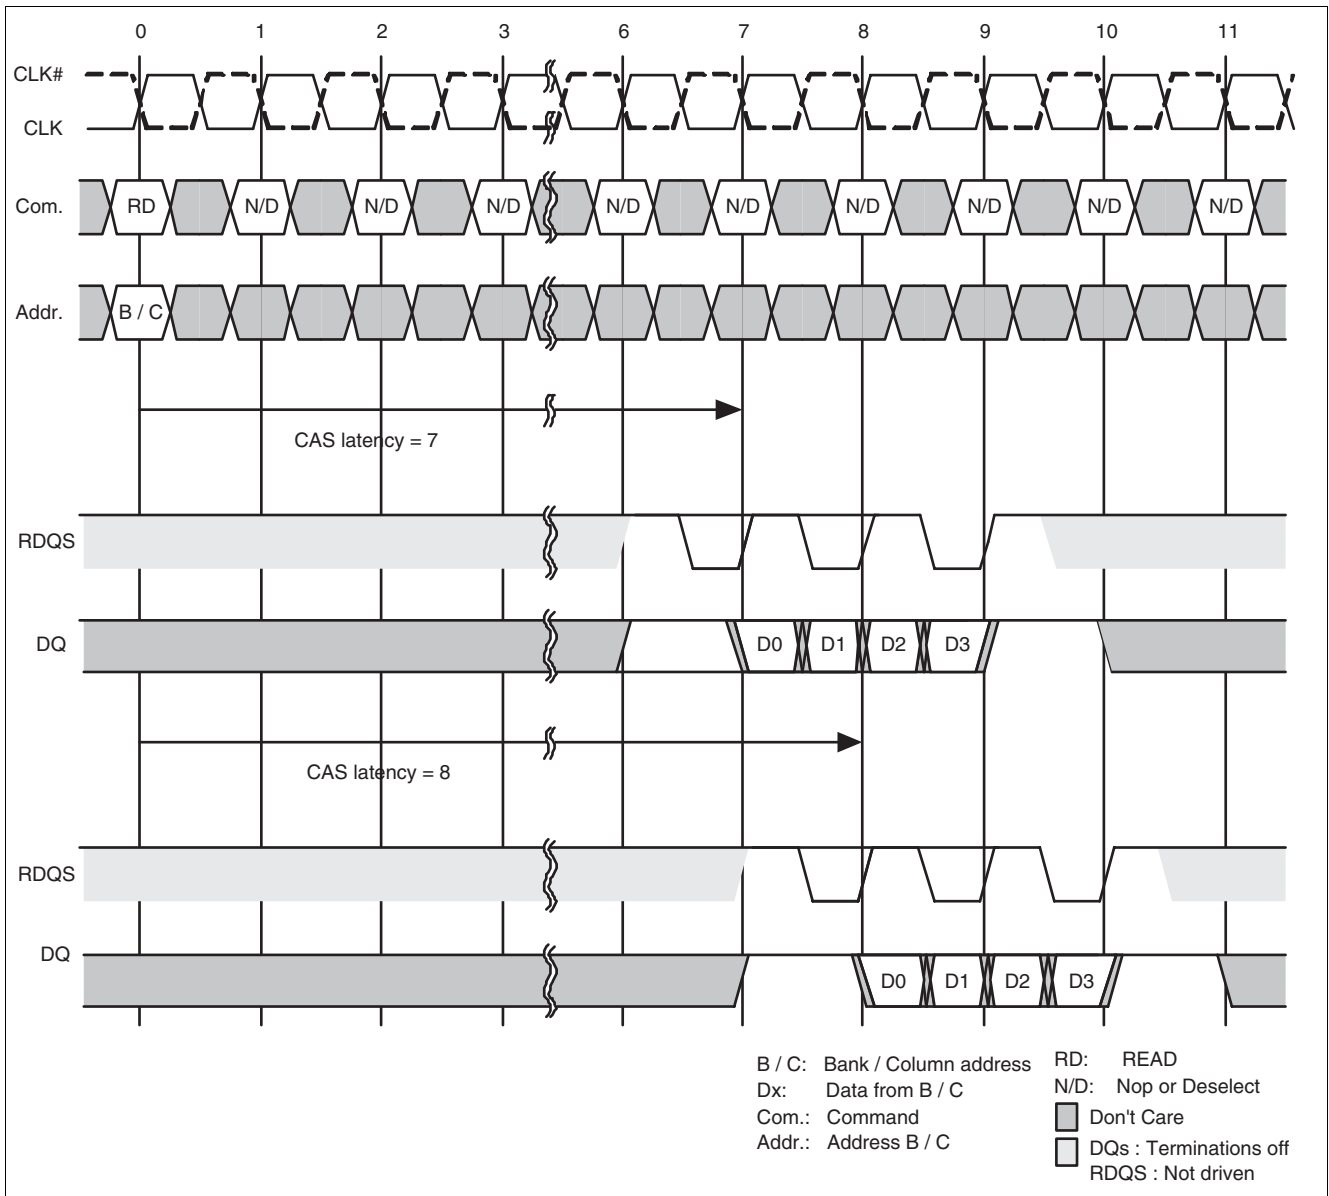 0 1 2 3 6 7 8 9 10 11
CLK#
CLK
Com. RD N/D N/D N/D N/D N/D N/D N/D N/D N/D
Addr. B / C
CAS latency = 7
RDQS
DQ D0 D1 D2 D3
CAS latency = 8
RDQS
DQ
D0 D1 D2 D3
B / C: Bank / Column address
Dx: Data from B / C
Com.: Command
Addr.: Address B / C
RD: READ
N/D: Nop or Deselect
Don't Care
DQs : Terminations off
RDQS : Not driven